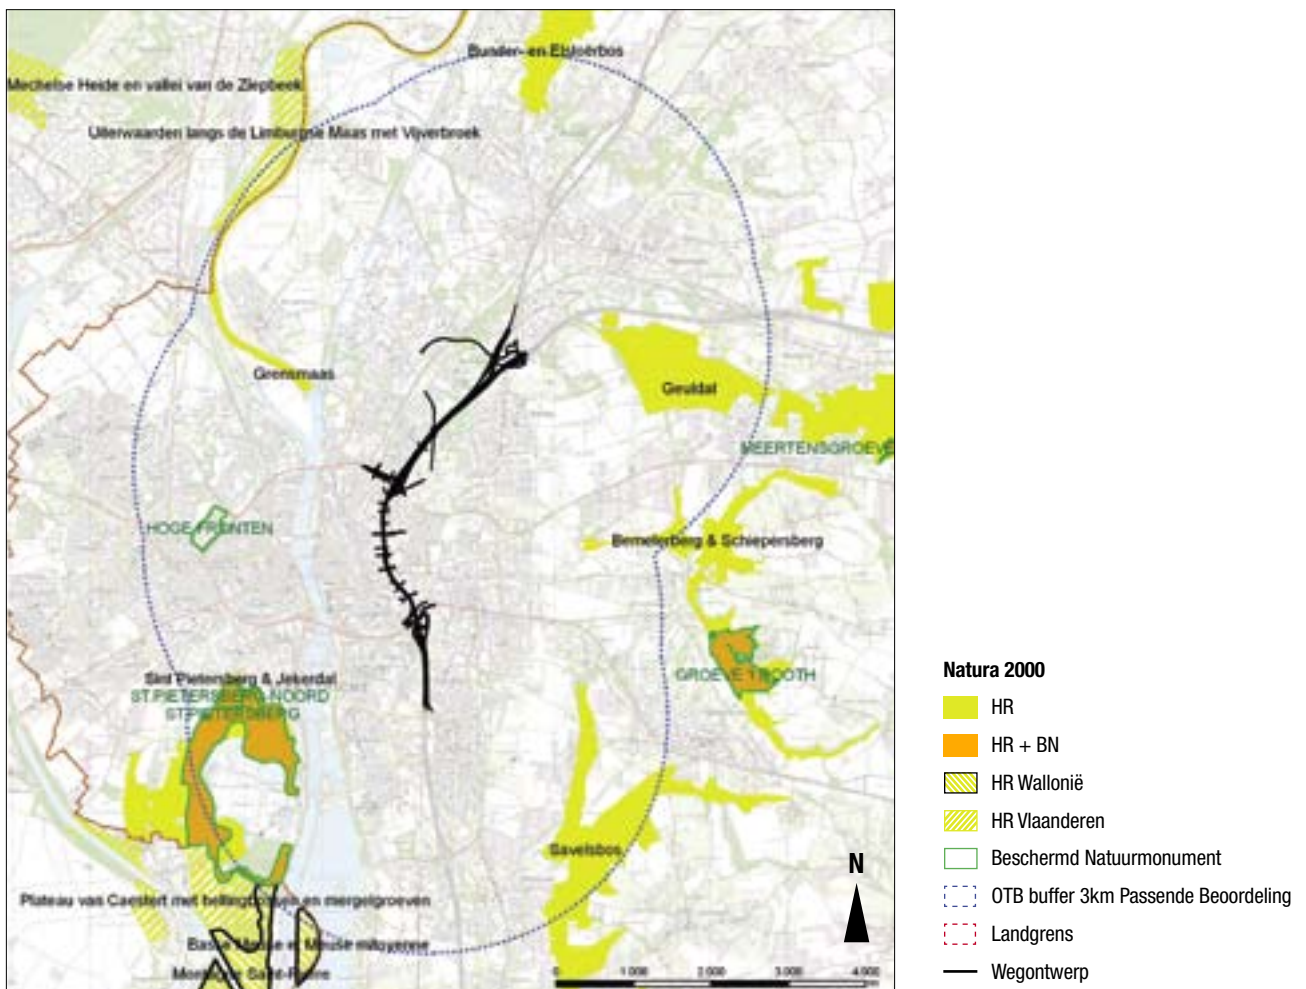 Bunder- en Elsloërbos
Mechelse Heide en vallei van de Ziepbeek
Uiterwaarden langs de Limburgse Maas met Vijverbroek
Grensmaas
Geuldal
MEERTENSGROEVE
HOGE FRONTEN
Bemelerberg & Schiepersberg
Sint Pietersberg & Jekerdal
ST.PIETERSBERG-NOORD
ST.PIETERSBERG
GROEVE 'T ROOTH
Savelsbos
Plateau van Caestert met hellingbossen en mergelgroeven
Basse Meuse et Meuse mitoyenne
Montagne Saint-Pierre
N
0 1.000 2.000 3.000 4.000
Natura 2000
HR
HR + BN
HR Wallonië
HR Vlaanderen
Beschermd Natuurmonument
OTB buffer 3km Passende Beoordeling
Landgrens
Wegontwerp